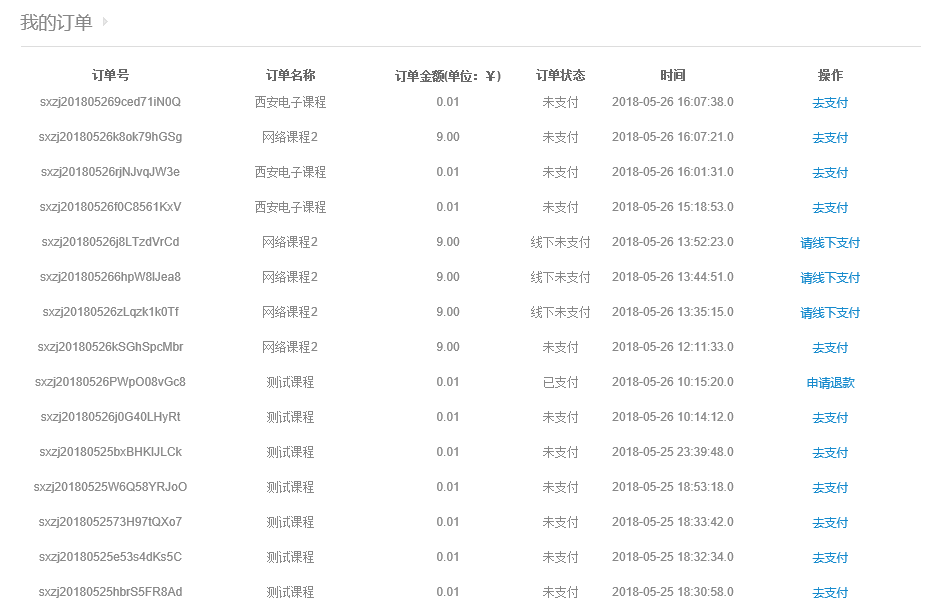 我的订单
订单号 订单名称 订单金额(单位：￥) 订单状态 时间 操作
sxzj201805269ced71iN0Q 西安电子课程 0.01 未支付 2018-05-26 16:07:38.0 去支付
sxzj20180526k8ok79hGSg 网络课程2 9.00 未支付 2018-05-26 16:07:21.0 去支付
sxzj20180526rjNJvqJW3e 西安电子课程 0.01 未支付 2018-05-26 16:01:31.0 去支付
sxzj20180526f0C8561KxV 西安电子课程 0.01 未支付 2018-05-26 15:18:53.0 去支付
sxzj20180526j8LTzdVrCd 网络课程2 9.00 线下未支付 2018-05-26 13:52:23.0 请线下支付
sxzj201805266hpW8lJea8 网络课程2 9.00 线下未支付 2018-05-26 13:44:51.0 请线下支付
sxzj20180526zLqzk1k0Tf 网络课程2 9.00 线下未支付 2018-05-26 13:35:15.0 请线下支付
sxzj20180526kSGhSpcMbr 网络课程2 9.00 未支付 2018-05-26 12:11:33.0 去支付
sxzj20180526PWpO08vGc8 测试课程 0.01 已支付 2018-05-26 10:15:20.0 申请退款
sxzj20180526j0G40LHyRt 测试课程 0.01 未支付 2018-05-26 10:14:12.0 去支付
sxzj20180525bxBHKlJLCk 测试课程 0.01 未支付 2018-05-25 23:39:48.0 去支付
sxzj20180525W6Q58YRJoO 测试课程 0.01 未支付 2018-05-25 18:53:18.0 去支付
sxzj2018052573H97tQXo7 测试课程 0.01 未支付 2018-05-25 18:33:42.0 去支付
sxzj20180525e53s4dKs5C 测试课程 0.01 未支付 2018-05-25 18:32:34.0 去支付
sxzj20180525hbrS5FR8Ad 测试课程 0.01 未支付 2018-05-25 18:30:58.0 去支付